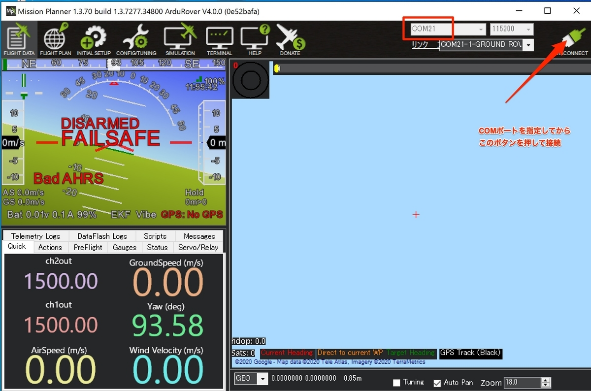 Mission Planner 1.3.70 build 1.3.7277.34800 ArduRover V4.0.0 (0e52bafa)
COM21 115200
リンク... COM21-1-GROUND ROV
FLIGHT DATA FLIGHT PLAN INITIAL SETUP CONFIG/TUNING SIMULATION TERMINAL HELP DONATE
NE 60 93 120 SE 150
COMポートを指定してから
このボタンを押して接続
DISARMED
FAILSAFE
0m/s
Bad AHRS
AS 0.0m/s
GS 0.0m/s
Hold
Bat 0.01v 0.1 A 99% EKF Vibe GPS: No GPS
Telemetry Logs DataFlash Logs Scripts Messages
Quick Actions PreFlight Gauges Status Servo/Relay
ch2out GroundSpeed (m/s)
1500.00 0.00
ch1out Yaw (deg)
1500.00 93.58
AirSpeed (m/s) Wind Velocity (m/s)
0.00 0.00
hdop: 0.0
Sats: 0 Current Heading Direct to current WP Target Heading GPS Track (Black)
©2020 Google - Map data ©2020 Tele Atlas, Imagery ©2020 TerraMetrics
GEO 0.0000000 0.0000000 0.05m Tuning Auto Pan Zoom 18.0